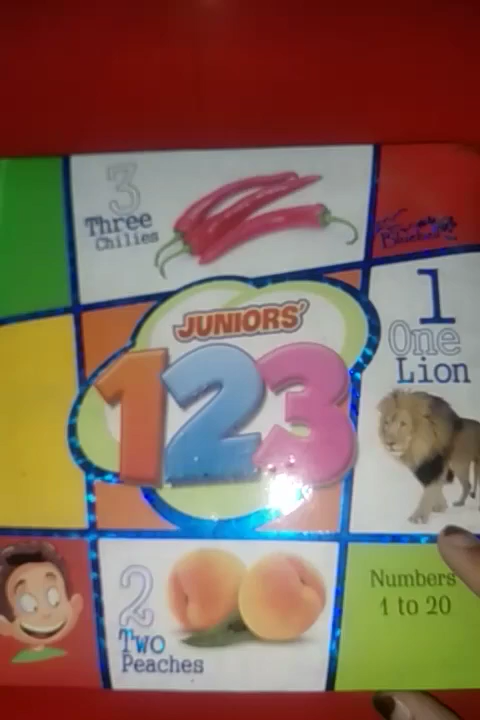 3
Three
Chilies
JUNIORS'
123
1
One
Lion
2
Two
Peaches
Numbers
1 to 20